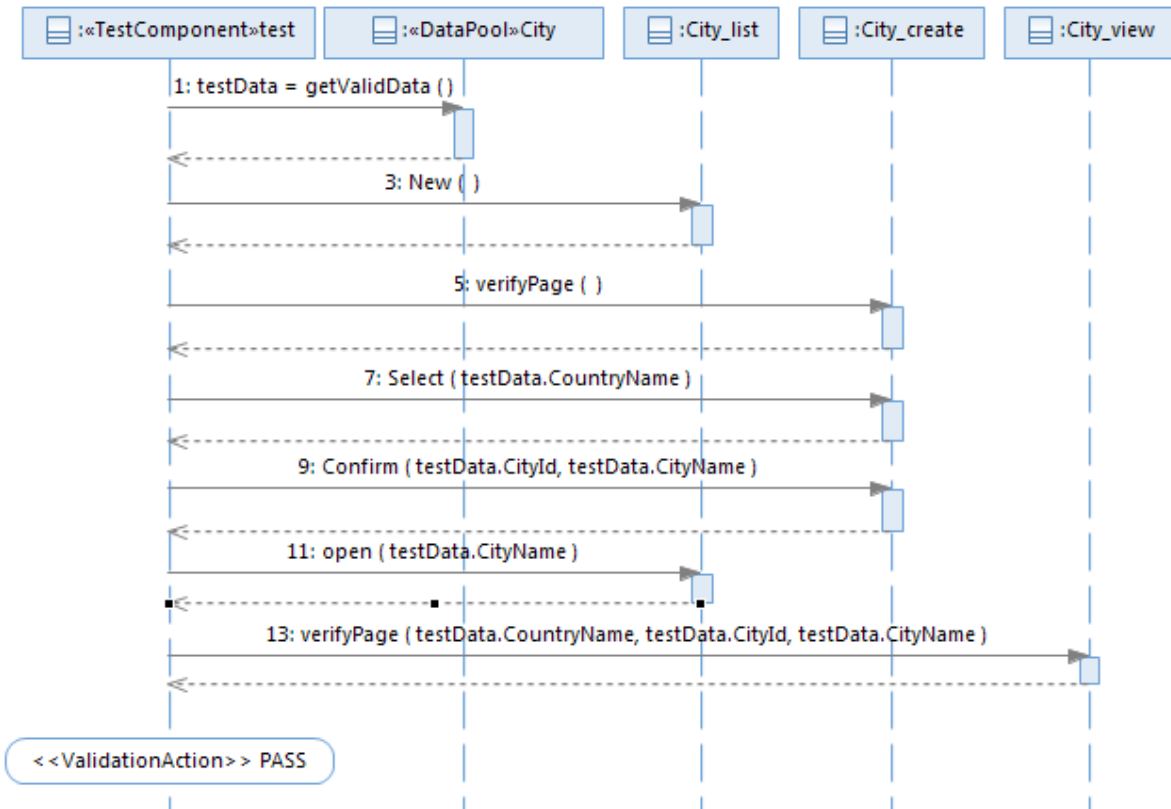 :«TestComponent»test
:«DataPool»City
:City_list
:City_create
:City_view
1: testData = getValidData ( )
3: New ( )
5: verifyPage ( )
7: Select ( testData.CountryName )
9: Confirm ( testData.CityId, testData.CityName )
11: open ( testData.CityName )
13: verifyPage ( testData.CountryName, testData.CityId, testData.CityName )
<<ValidationAction>> PASS